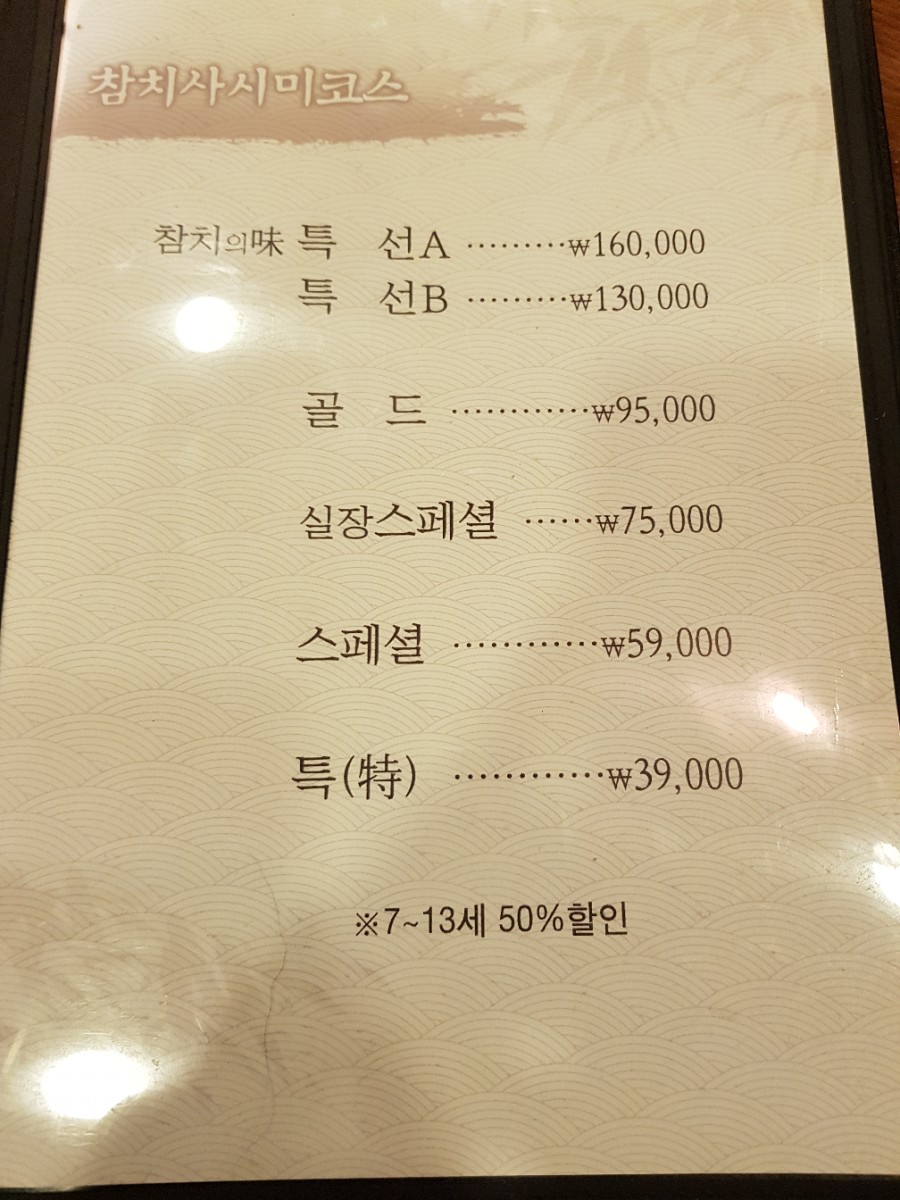 참치사시미코스
참치의味 특 선A ·········₩160,000
특 선B ·········₩130,000
골 드 ············₩95,000
실장스페셜 ······₩75,000
스페셜 ············₩59,000
특(特) ············₩39,000
※7~13세 50%할인